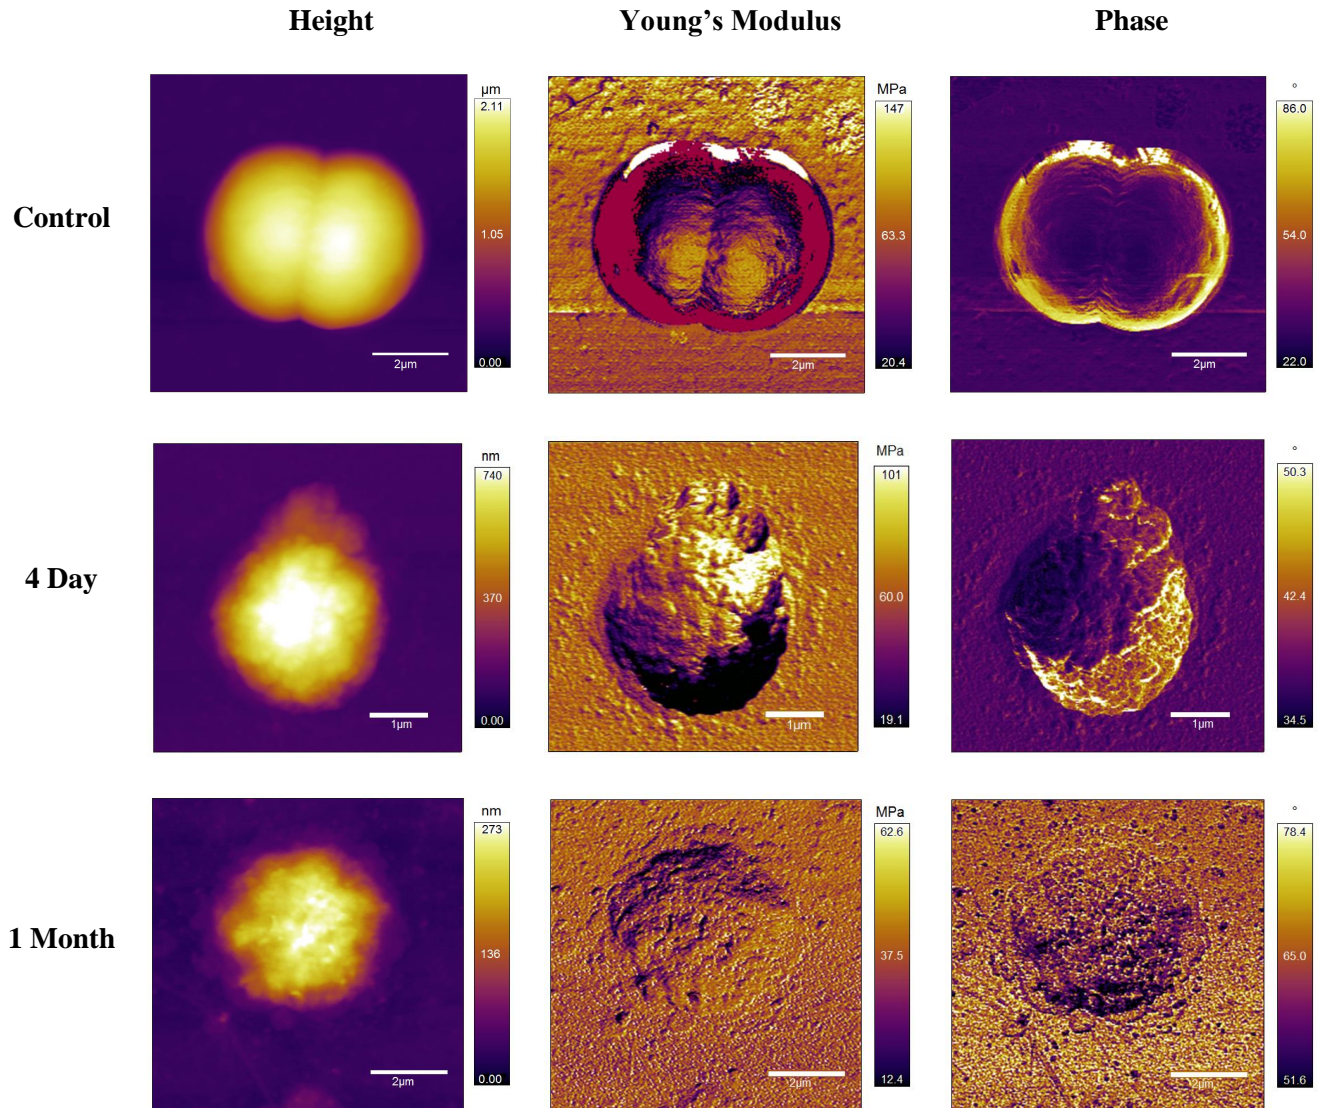 Height Young’s Modulus Phase
Control
µm
2.11
1.05
0.00
2µm
MPa
147
63.3
20.4
2µm
°
86.0
54.0
22.0
2µm
4 Day
nm
740
370
0.00
1µm
MPa
101
60.0
19.1
1µm
°
50.3
42.4
34.5
1µm
1 Month
nm
273
136
0.00
2µm
MPa
62.6
37.5
12.4
2µm
°
78.4
65.0
51.6
2µm